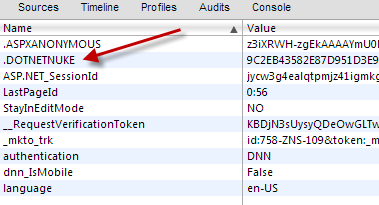 Sources Timeline Profiles Audits Console
Name Value
.ASPXANONYMOUS z3iXRWH-zgEkAAAAYmU0
.DOTNETNUKE 9C2EB43582E87D951D3E9
ASP.NET_SessionId jycw3g4ealqtpmjz41igmkg
LastPageId 0:56
StayInEditMode NO
__RequestVerificationToken KBDjN3sUysyQDeOwGLTw
_mkto_trk id:758-ZNS-109&token:_m
authentication DNN
dnn_IsMobile False
language en-US